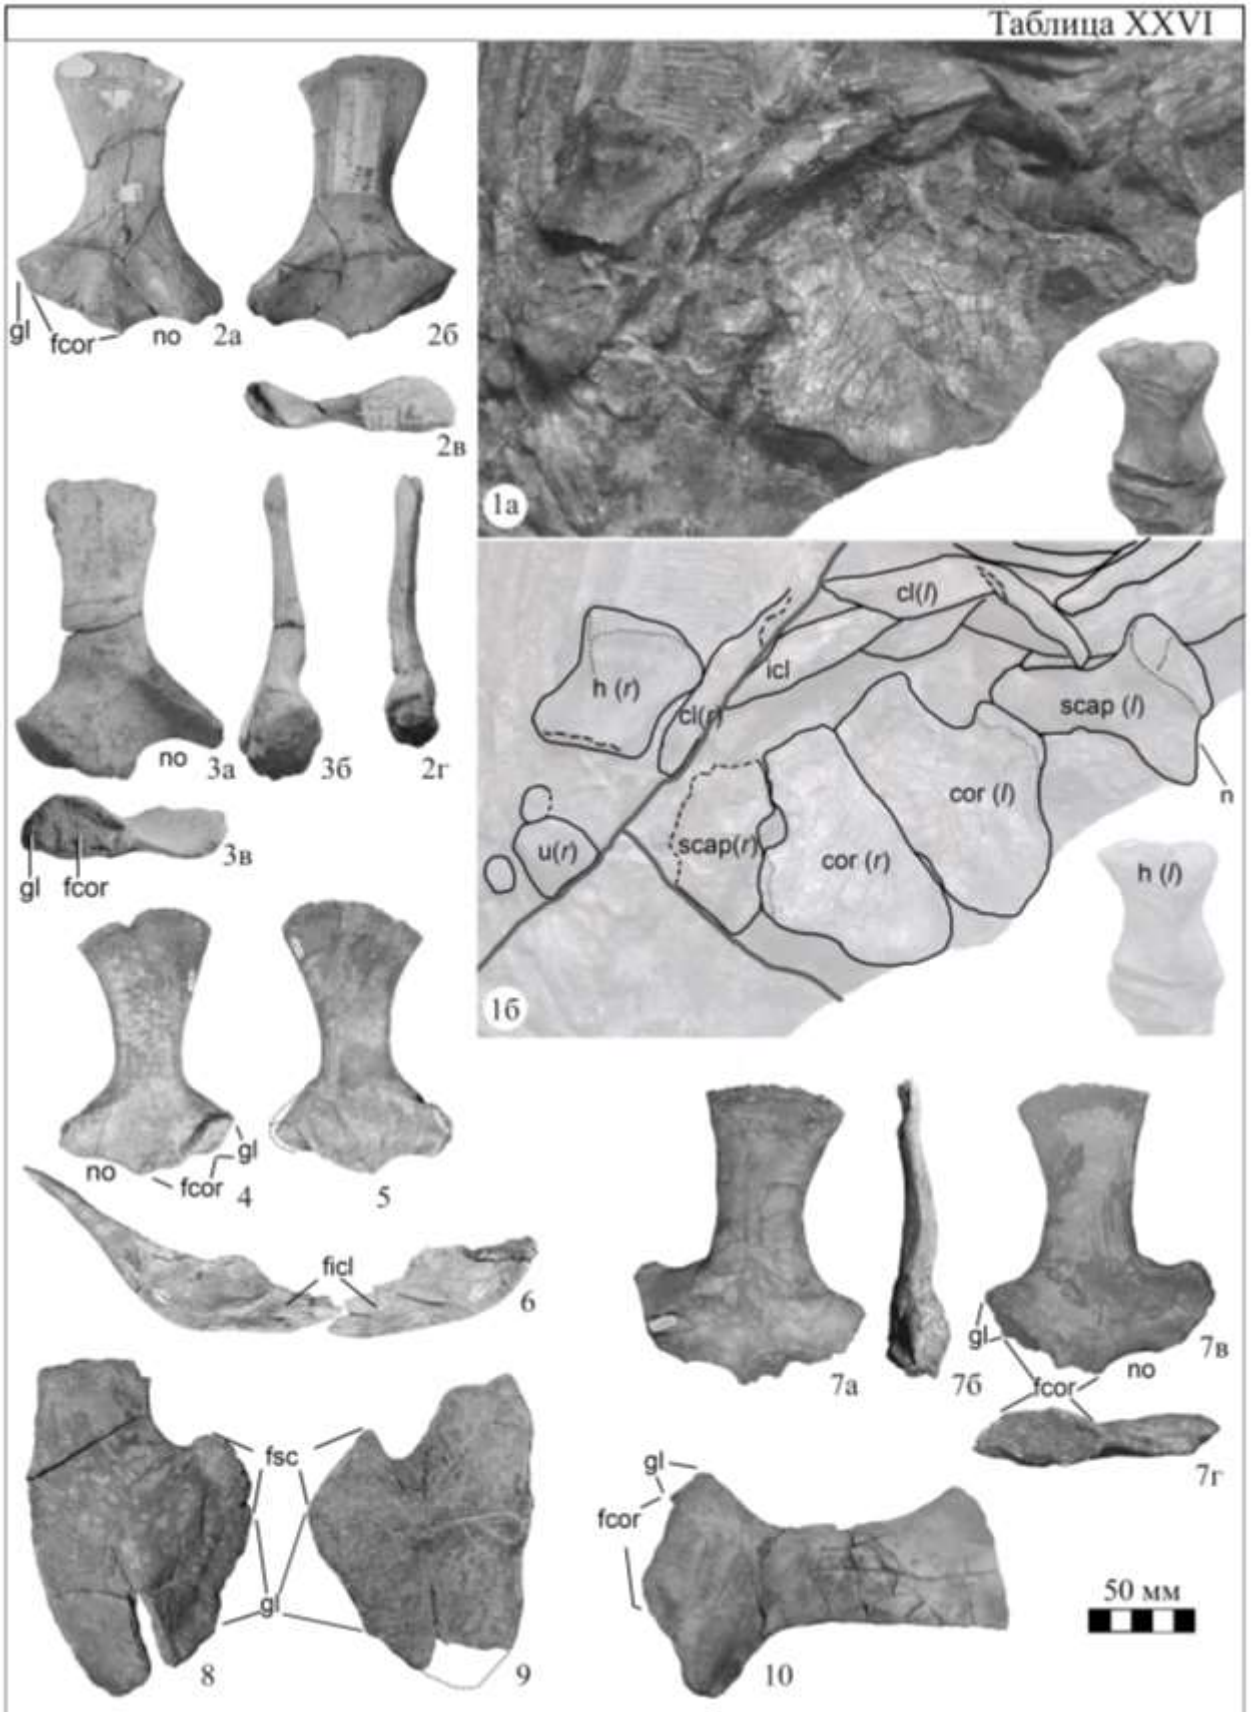 Таблица XXVI
gl
fcor
no
2а
2б
2в
1а
no
3а
3б
2г
gl
fcor
3в
cl(l)
h (r)
icl
cl(r)
scap (l)
cor (l)
n
u(r)
scap(r)
cor (r)
h (l)
1б
no
fcor
gl
4
5
ficl
6
7а
7б
gl
fcor
no
7в
7г
fsc
gl
8
9
gl
fcor
10
50 мм